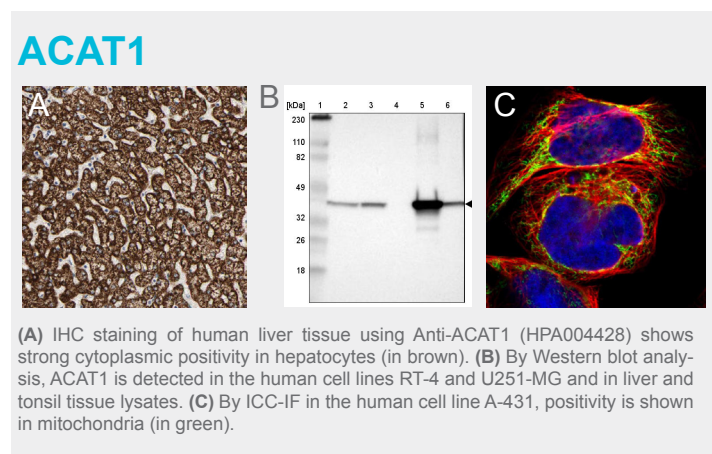 ACAT1
A
B
C
[kDa] 1 2 3 4 5 6
230
110
82
49
32
26
18
(A) IHC staining of human liver tissue using Anti-ACAT1 (HPA004428) shows
strong cytoplasmic positivity in hepatocytes (in brown). (B) By Western blot analy-
sis, ACAT1 is detected in the human cell lines RT-4 and U251-MG and in liver and
tonsil tissue lysates. (C) By ICC-IF in the human cell line A-431, positivity is shown
in mitochondria (in green).